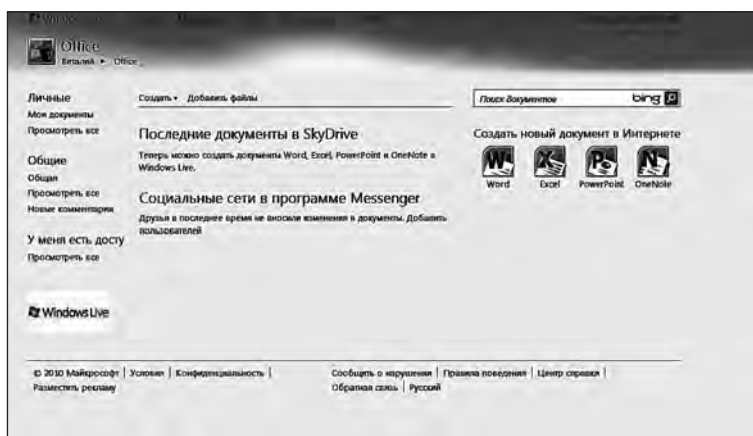 Office
Виталий ▸ Office
Личные
Мои документы
Просмотреть все
Общие
Общая
Просмотреть все
Новые комментарии
У меня есть досту
Просмотреть все
Windows Live
Создать ▾ Добавить файлы
Последние документы в SkyDrive
Теперь можно создать документы Word, Excel, PowerPoint и OneNote в
Windows Live.
Социальные сети в программе Messenger
Друзья в последнее время не вносили изменения в документы. Добавить
пользователей
Поиск документов bing
Создать новый документ в Интернете
Word Excel PowerPoint OneNote
© 2010 Майкрософт | Условия | Конфиденциальность |
Разместить рекламу
Сообщить о нарушении | Правила поведения | Центр справки |
Обратная связь | Русский